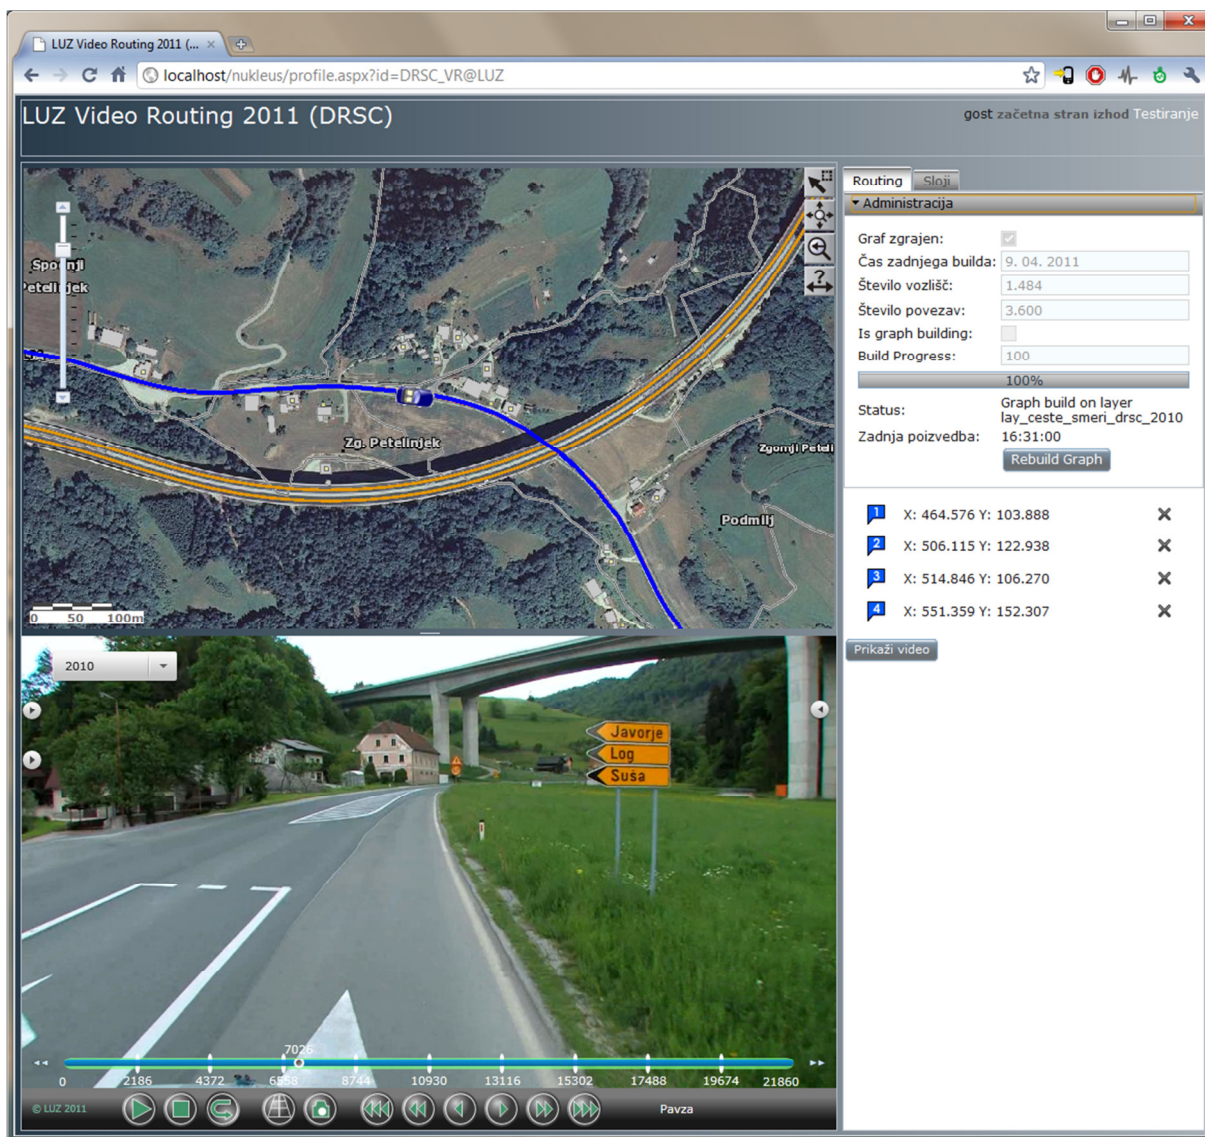 LUZ Video Routing 2011 (...
localhost/nukleus/profile.aspx?id=DRSC_VR@LUZ
LUZ Video Routing 2011 (DRSC)
gost začetna stran izhod Testiranje
Spodnji
Petelinjek
Zg. Petelinjek
Zgornji Peteli
Podmilj
0 50 100m
Routing Sloji
Administracija
Graf zgrajen:
Čas zadnjega builda: 9. 04. 2011
Število vozlišč: 1.484
Število povezav: 3.600
Is graph building:
Build Progress: 100
100%
Status: Graph build on layer
lay_ceste_smeri_drsc_2010
Zadnja poizvedba: 16:31:00
Rebuild Graph
1 X: 464.576 Y: 103.888
2 X: 506.115 Y: 122.938
3 X: 514.846 Y: 106.270
4 X: 551.359 Y: 152.307
Prikaži video
2010
Javorje
Log
Suša
7026
0 2186 4372 6558 8744 10930 13116 15302 17488 19674 21860
© LUZ 2011
Pavza